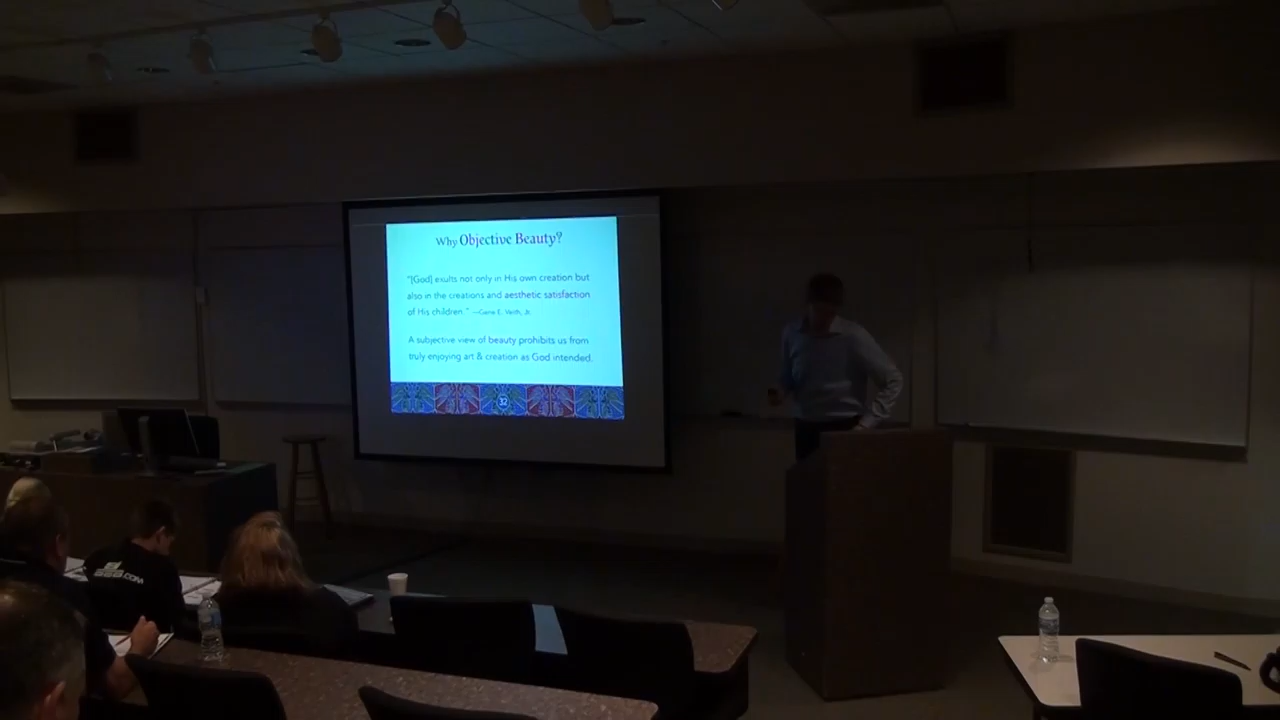 Why Objective Beauty?
"[God] exults not only in His own creation but
also in the creations and aesthetic satisfaction
of His children." —Gene E. Veith, Jr.
A subjective view of beauty prohibits us from
truly enjoying art & creation as God intended.
32